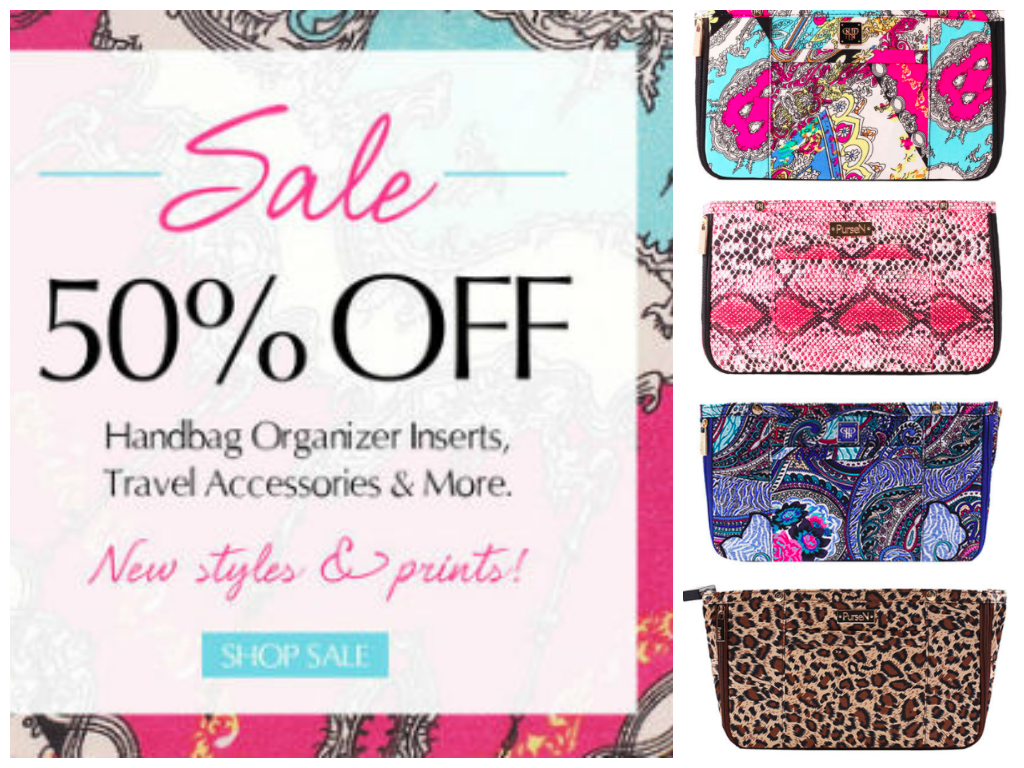 Sale
50% OFF
Handbag Organizer Inserts,
Travel Accessories & More.
New styles & prints!
SHOP SALE
PurseN
PurseN